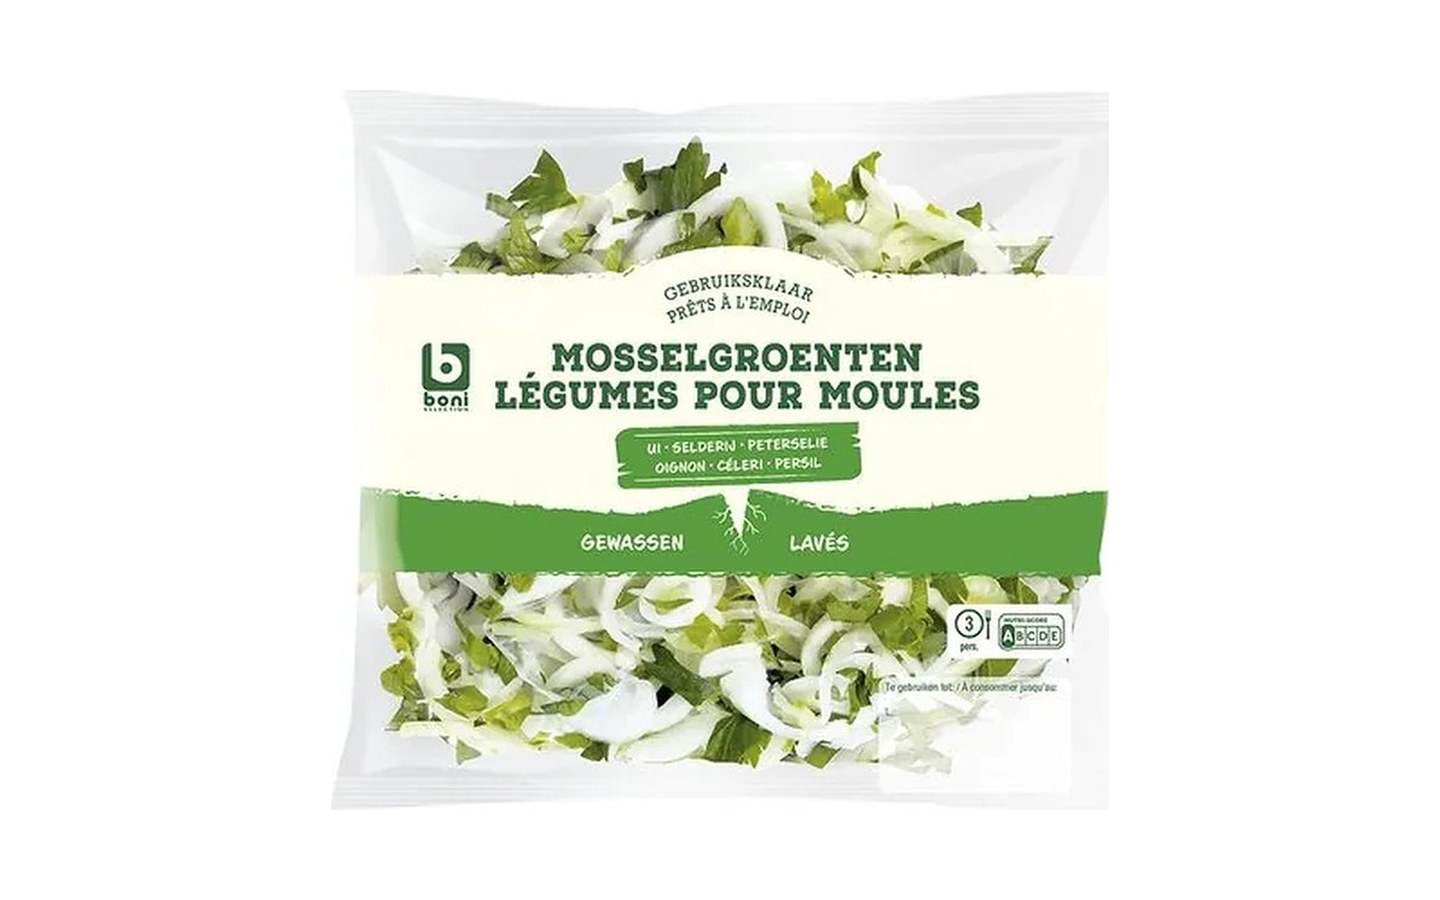 GEBRUIKSKLAAR
PRÊTS À L'EMPLOI
b
boni
SELECTION
MOSSELGROENTEN
LÉGUMES POUR MOULES
UI · SELDERIJ · PETERSELIE
OIGNON · CÉLERI · PERSIL
GEWASSEN LAVÉS
3
pers.
NUTRI-SCORE
A B C D E
Te gebruiken tot: / À consommer jusqu'au: